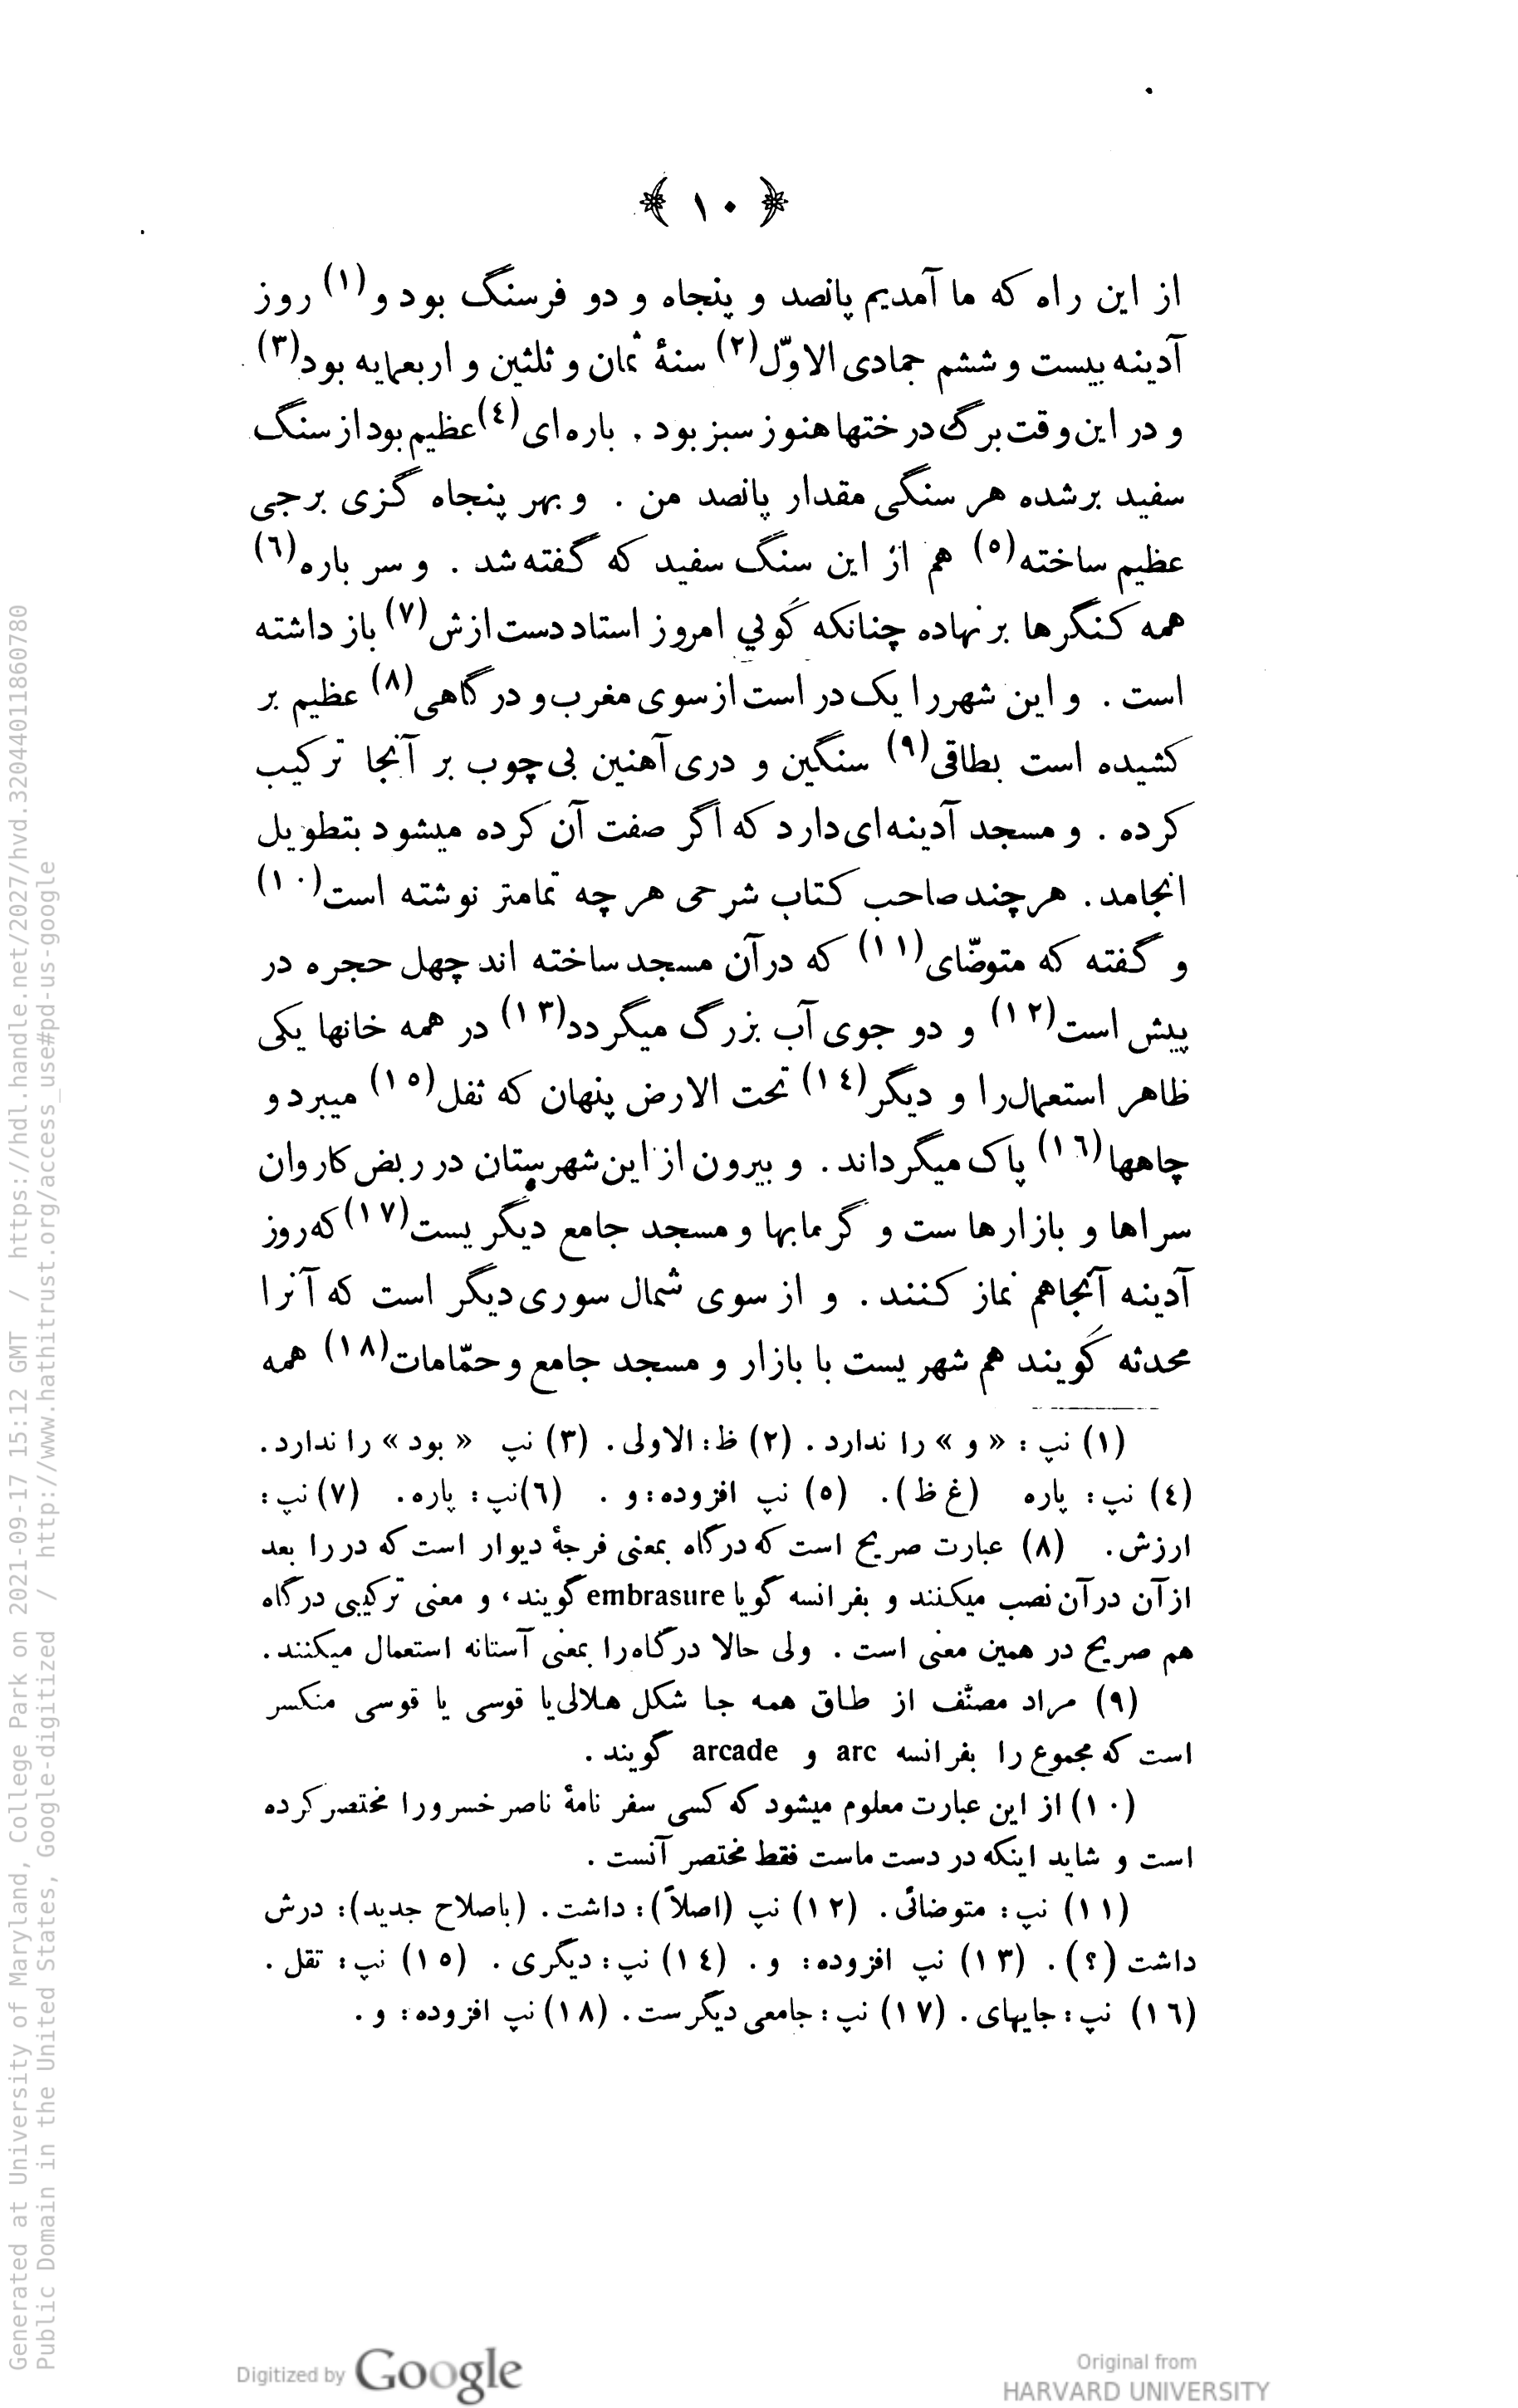 ﴿ ١٠ ﴾
از این راه که ما آمدیم پانصد و پنجاه و دو فرسنگ بود و(١) روز
آدینه بیست و ششم جمادی الاوّل(٢) سنهٔ ثمان و ثلثین و اربعمایه بود(٣) .
و در این وقت برگ درختها هنوز سبز بود . باره ای(٤) عظیم بود از سنگ
سفید برشده هر سنگی مقدار پانصد من . و بهر پنجاه گزی برجی
عظیم ساخته(٥) هم از این سنگ سفید که گفته شد . و سر باره(٦)
همه کنگرها بر نهاده چنانکه گویی امروز استاد دست ازش(٧) باز داشته
است . و این شهر را یک در است از سوی مغرب و درگاهی(٨) عظیم بر
کشیده است بطاقی(٩) سنگین و دری آهنین بی چوب بر آنجا ترکیب
کرده . و مسجد آدینه ای دارد که اگر صفت آن کرده میشود بتطویل
انجامد . هر چند صاحب کتاب شرحی هر چه تمامتر نوشته است(١٠)
و گفته که متوضّای(١١) که در آن مسجد ساخته اند چهل حجره در
پیش است(١٢) و دو جوی آب بزرگ میگردد(١٣) در همه خانها یکی
ظاهر استعمال را و دیگر(١٤) تحت الارض پنهان که ثفل(١٥) میبرد و
چاهها(١٦) پاک میگرداند . و بیرون از این شهرستان در ربض کاروان
سراها و بازارها ست و گرمابها و مسجد جامع دیگر یست(١٧) که روز
آدینه آنجا هم نماز کنند . و از سوی شمال سوری دیگر است که آنرا
محدثه گویند هم شهر یست با بازار و مسجد جامع و حمّامات(١٨) همه
(١) نپ : « و » را ندارد . (٢) ظ : الاولی . (٣) نپ « بود » را ندارد .
(٤) نپ : پاره (غ ظ) . (٥) نپ افزوده : و . (٦) نپ : پاره . (٧) نپ :
ارزش . (٨) عبارت صریح است که درگاه بمعنی فرجهٔ دیوار است که در را بعد
از آن در آن نصب میکنند و بفرانسه گویا embrasure گویند ، و معنی ترکیبی درگاه
هم صریح در همین معنی است . ولی حالا درگاه را بمعنی آستانه استعمال میکنند .
(٩) مراد مصنّف از طاق همه جا شکل هلالی یا قوسی یا قوسی منکسر
است که مجموع را بفرانسه arc و arcade گویند .
(١٠) از این عبارت معلوم میشود که کسی سفر نامهٔ ناصر خسرو را مختصر کرده
است و شاید اینکه در دست ماست فقط مختصر آنست .
(١١) نپ : متوضائی . (١٢) نپ (اصلاً) : داشت . (باصلاح جدید) : درش
داشت (؟) . (١٣) نپ افزوده : و . (١٤) نپ : دیگری . (١٥) نپ : تقل .
(١٦) نپ : جایهای . (١٧) نپ : جامعی دیگر ست . (١٨) نپ افزوده : و .
Generated at University of Maryland, College Park on 2021-09-17 15:12 GMT / https://hdl.handle.net/2027/hvd.32044011860780
Public Domain in the United States, Google-digitized / http://www.hathitrust.org/access_use#pd-us-google
Digitized by Google
Original from
HARVARD UNIVERSITY